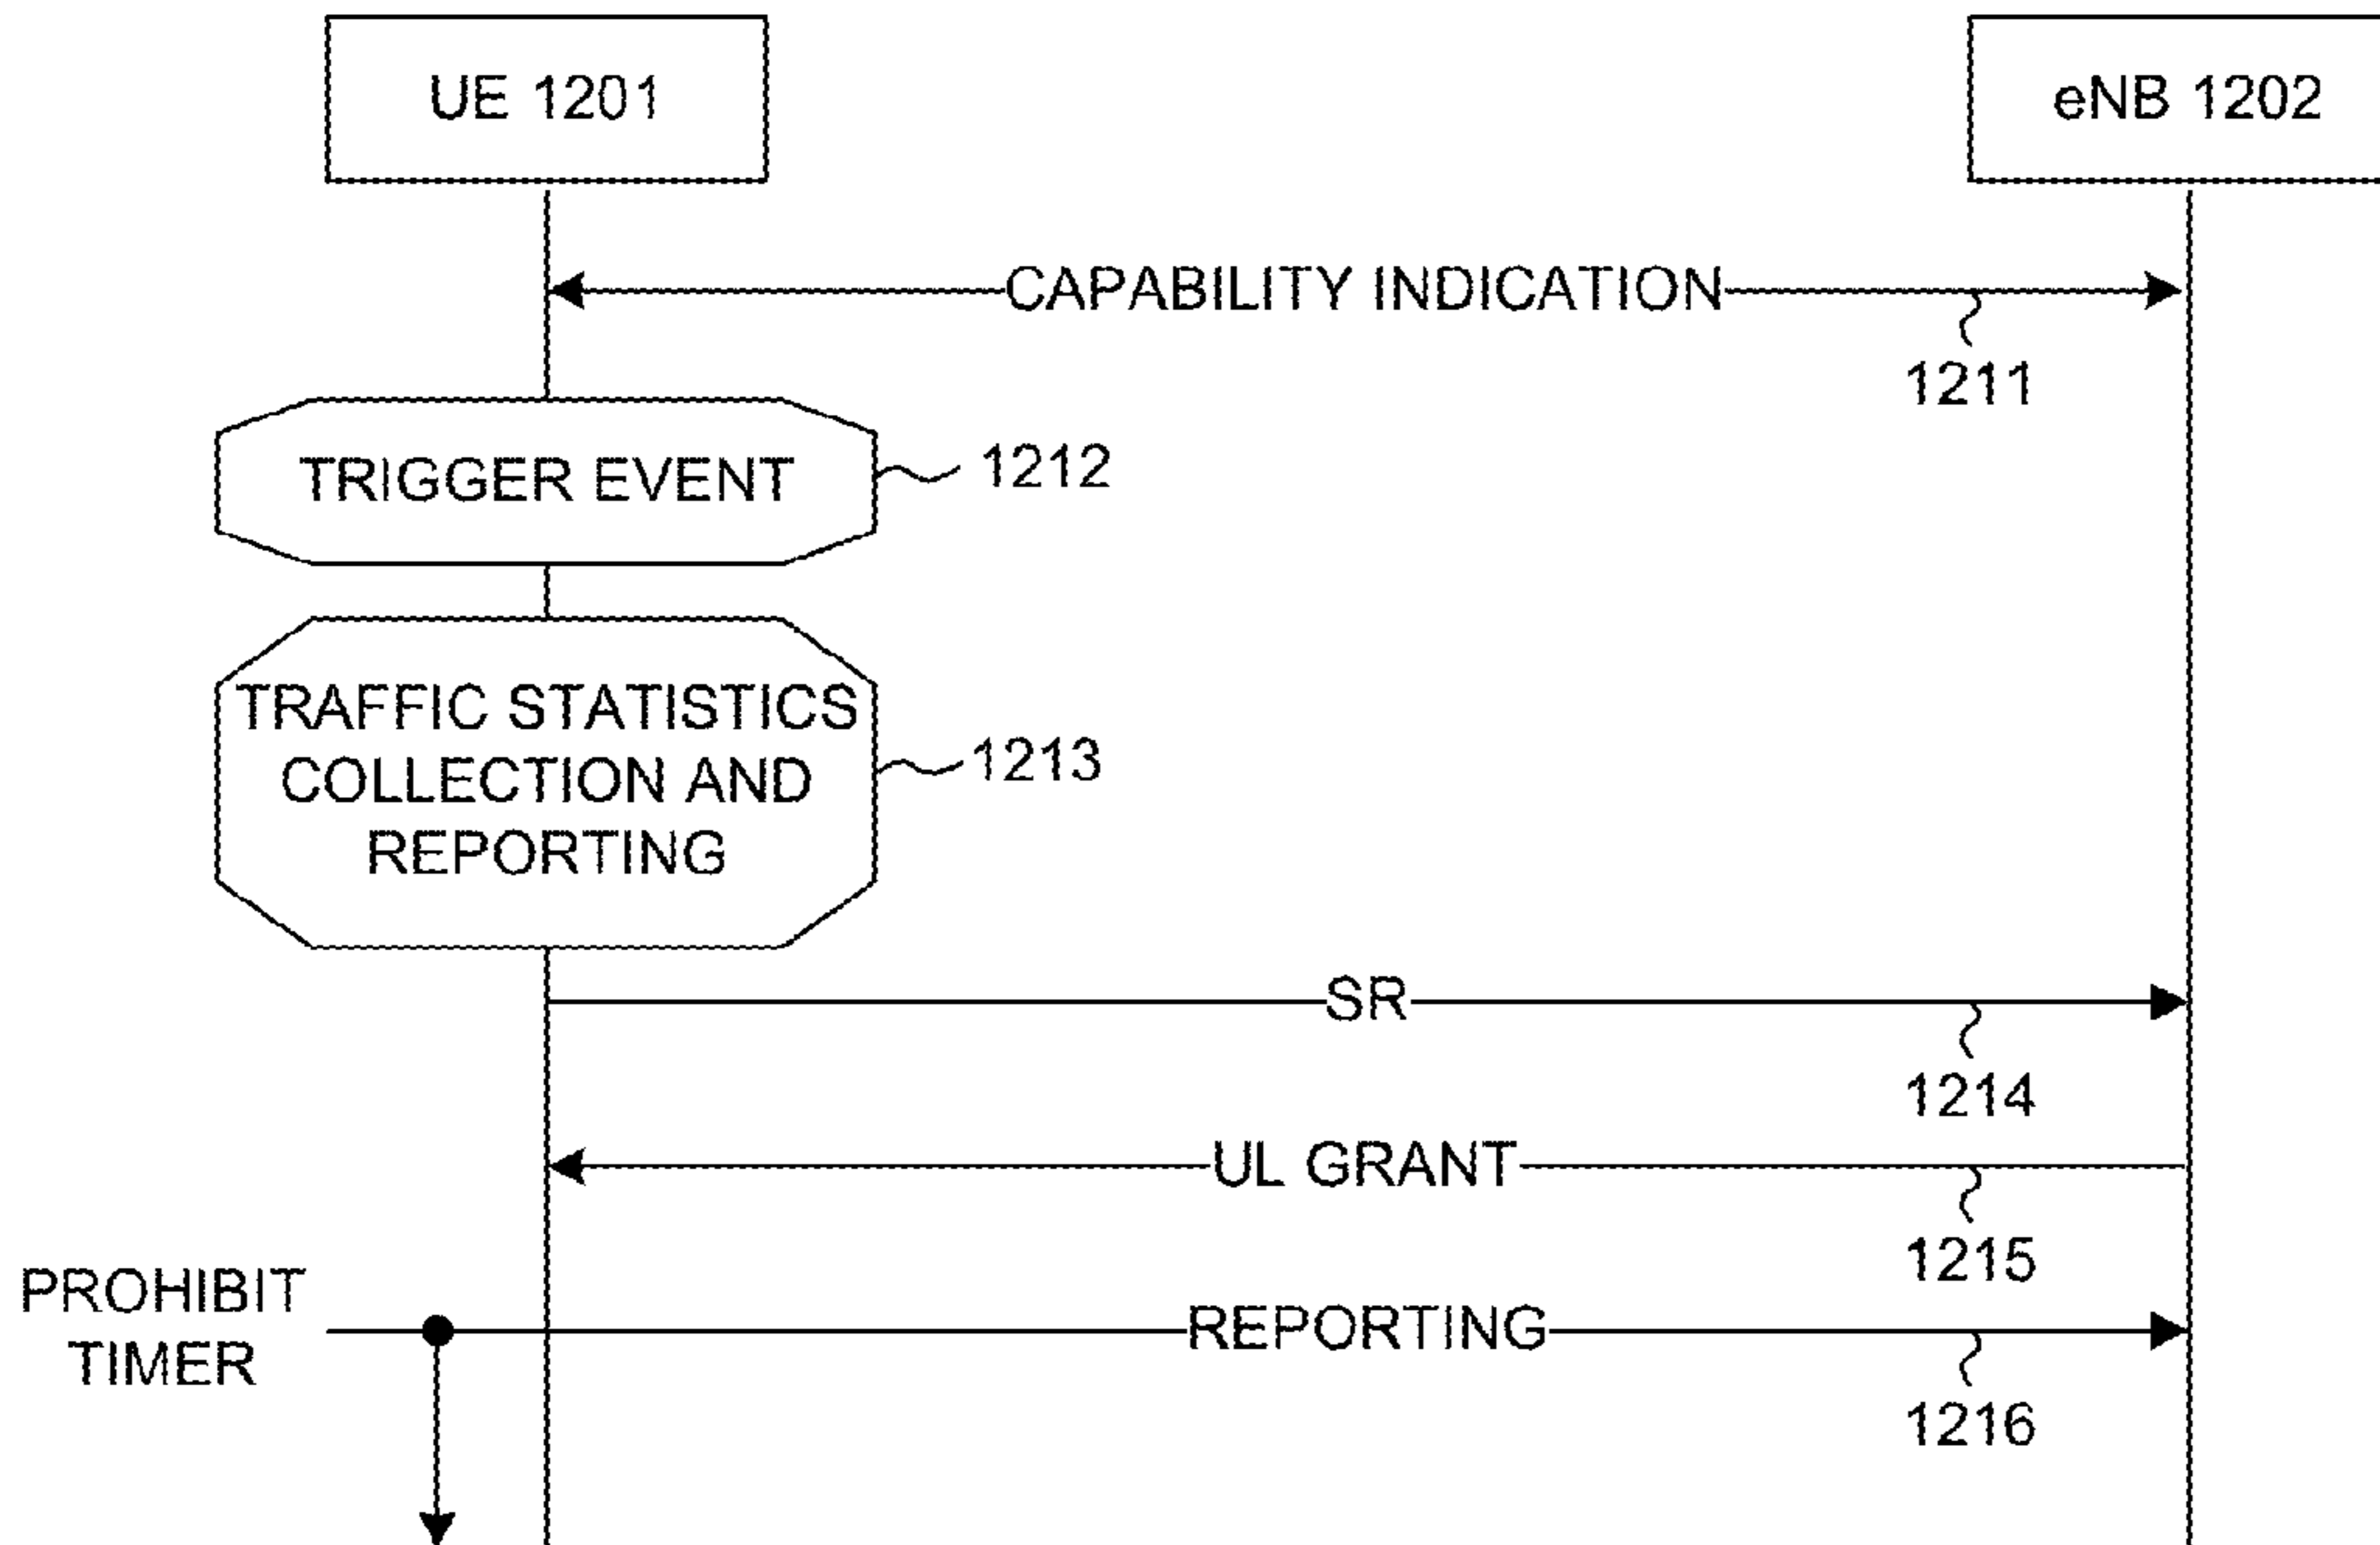 UE 1201
eNB 1202
CAPABILITY INDICATION
1211
TRIGGER EVENT
1212
TRAFFIC STATISTICS
COLLECTION AND
REPORTING
1213
SR
1214
UL GRANT
1215
PROHIBIT
TIMER
REPORTING
1216